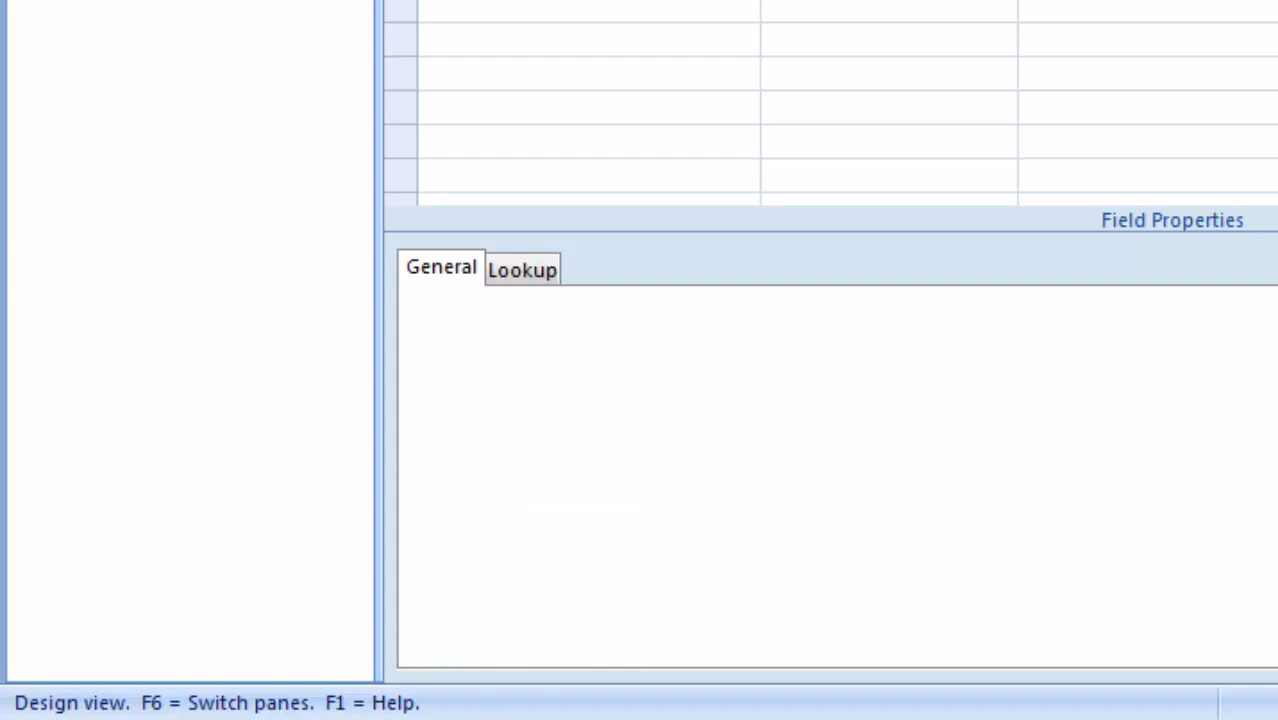 Field Properties
General
Lookup
Design view.  F6 = Switch panes.  F1 = Help.